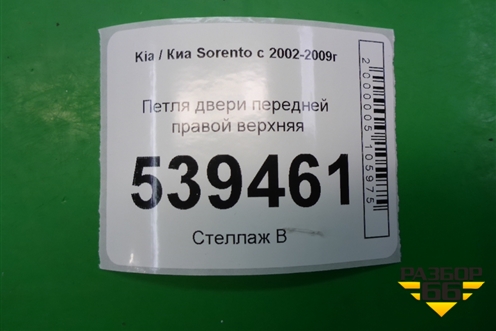 Kia / Киа Sorento с 2002-2009г
Петля двери передней
правой верхняя
539461
Стеллаж В
2000005105975
РАЗБОР
66